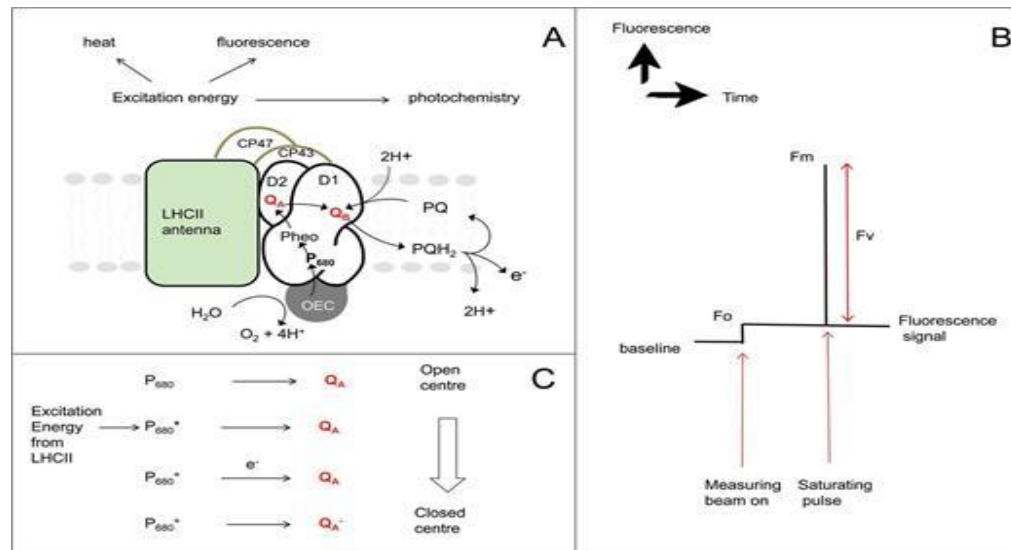 A
heat
fluorescence
Excitation energy
photochemistry
CP47
CP43
2H+
D2
D1
LHCII
antenna
QA
QB
PQ
Pheo
P680
PQH2
e-
OEC
H2O
2H+
O2 + 4H+
B
Fluorescence
Time
Fm
Fv
Fo
baseline
Fluorescence
signal
Measuring
beam on
Saturating
pulse
C
P680
QA
Open
centre
Excitation
Energy
from
LHCII
P680*
QA
P680+
e-
QA
P680+
QA-
Closed
centre